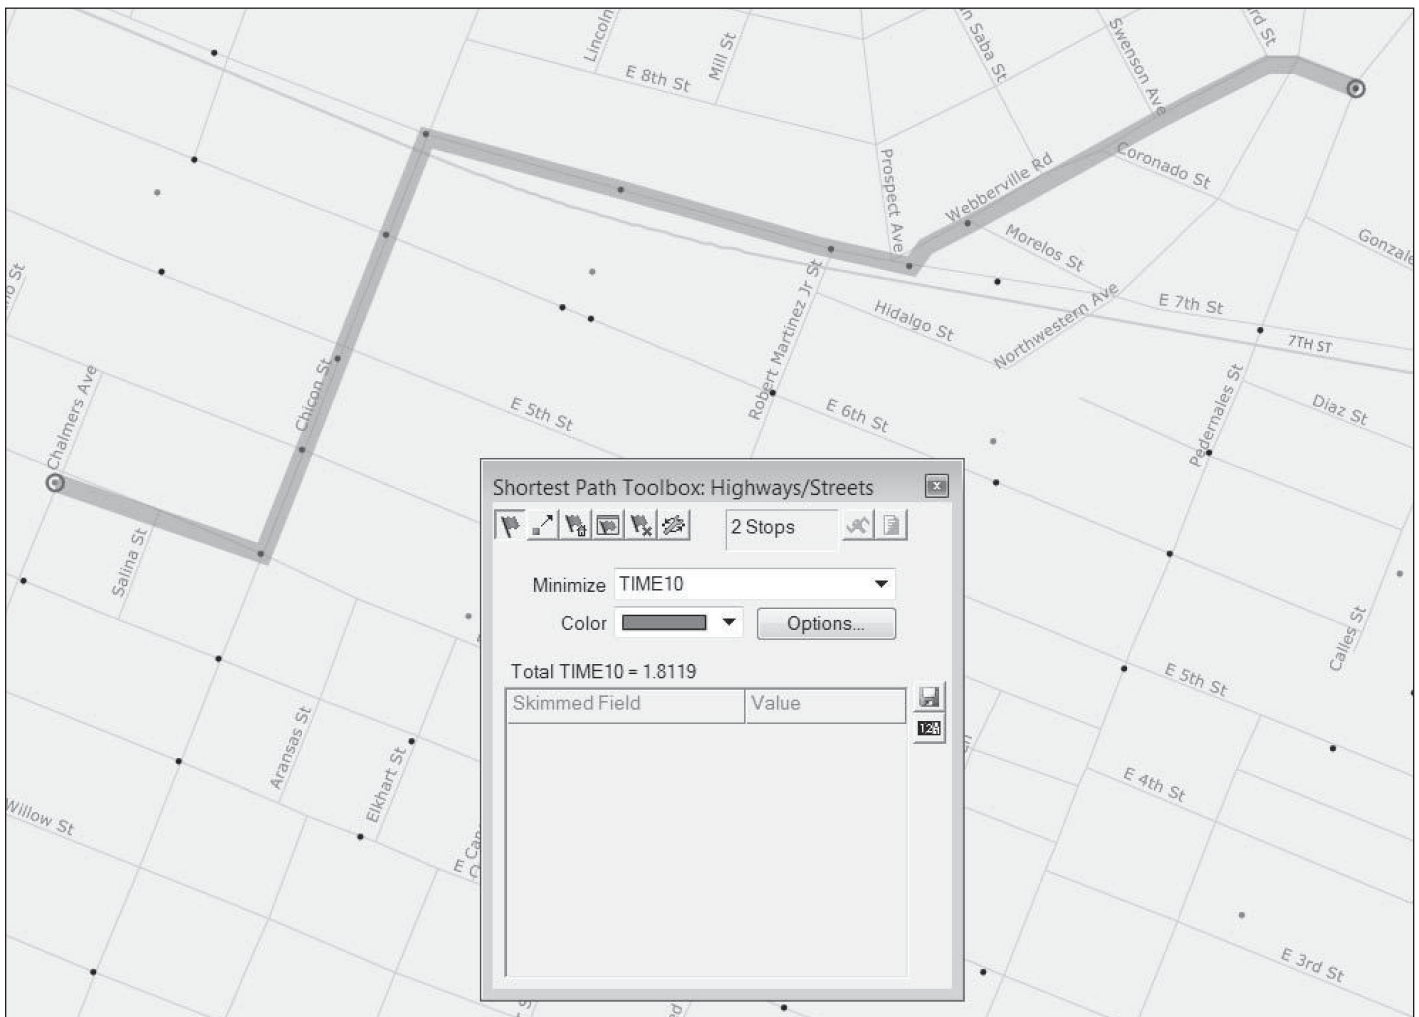 Lincoln
Mill St
E 8th St
Saba St
Swenson Ave
rd St
Prospect Ave
Webberville Rd
Coronado St
Morelos St
Gonzale
no St
Robert Martinez Jr St
Hidalgo St
Northwestern Ave
E 7th St
7TH ST
Chalmers Ave
Chicon St
E 5th St
E 6th St
Pedernales St
Diaz St
Salina St
Shortest Path Toolbox: Highways/Streets
2 Stops
Minimize TIME10
Color Options...
Total TIME10 = 1.8119
Skimmed Field Value
Calles St
E 5th St
Aransas St
Elkhart St
Willow St
E 4th St
E 3rd St